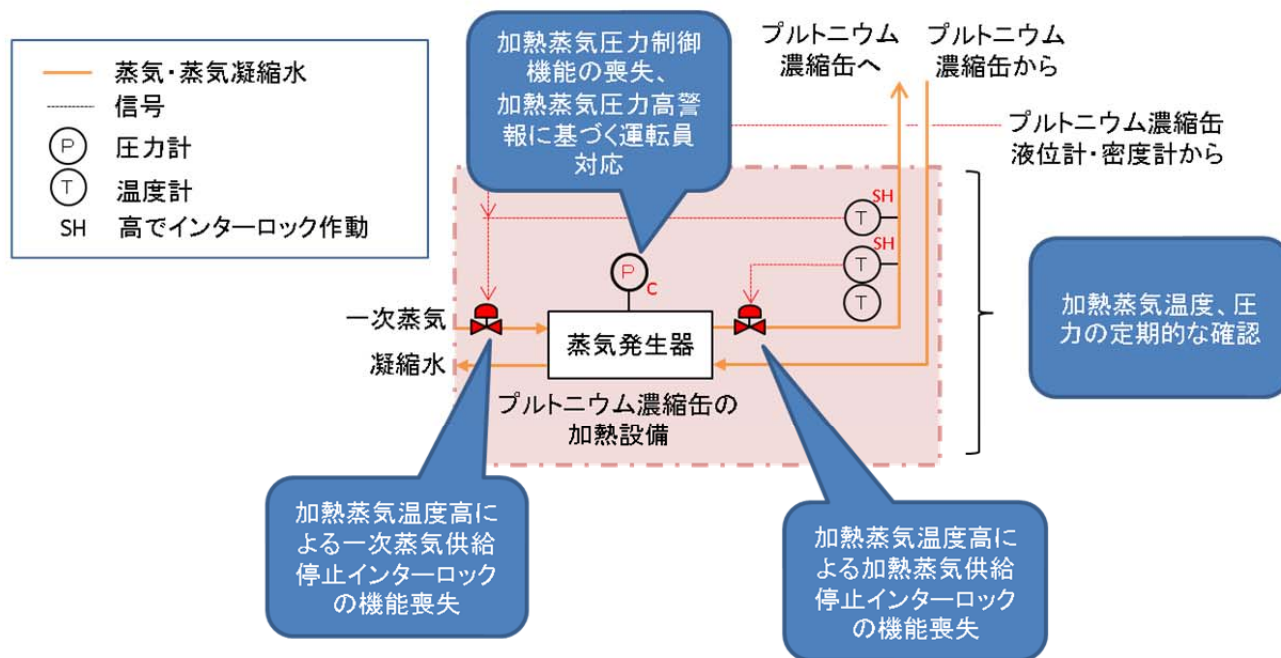 蒸気・蒸気凝縮水
信号
P 圧力計
T 温度計
SH 高でインターロック作動
加熱蒸気圧力制御
機能の喪失、
加熱蒸気圧力高警
報に基づく運転員
対応
プルトニウム
濃縮缶へ
プルトニウム
濃縮缶から
プルトニウム濃縮缶
液位計・密度計から
SH
T
SH
T
T
P
C
一次蒸気
凝縮水
蒸気発生器
プルトニウム濃縮缶の
加熱設備
加熱蒸気温度、圧
力の定期的な確認
加熱蒸気温度高に
よる一次蒸気供給
停止インターロック
の機能喪失
加熱蒸気温度高に
よる加熱蒸気供給
停止インターロック
の機能喪失